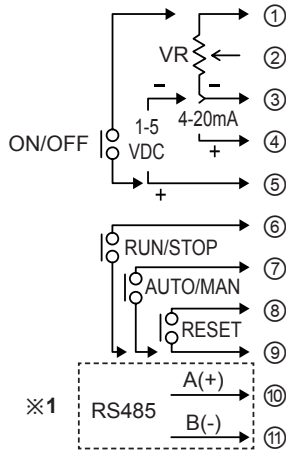 ①
VR ②
− − ③
1-5 4-20mA
ON/OFF VDC + ④
+ ⑤
⑥
RUN/STOP
⑦
AUTO/MAN
⑧
RESET
⑨
A(+) ⑩
※1 RS485
B(-) ⑪